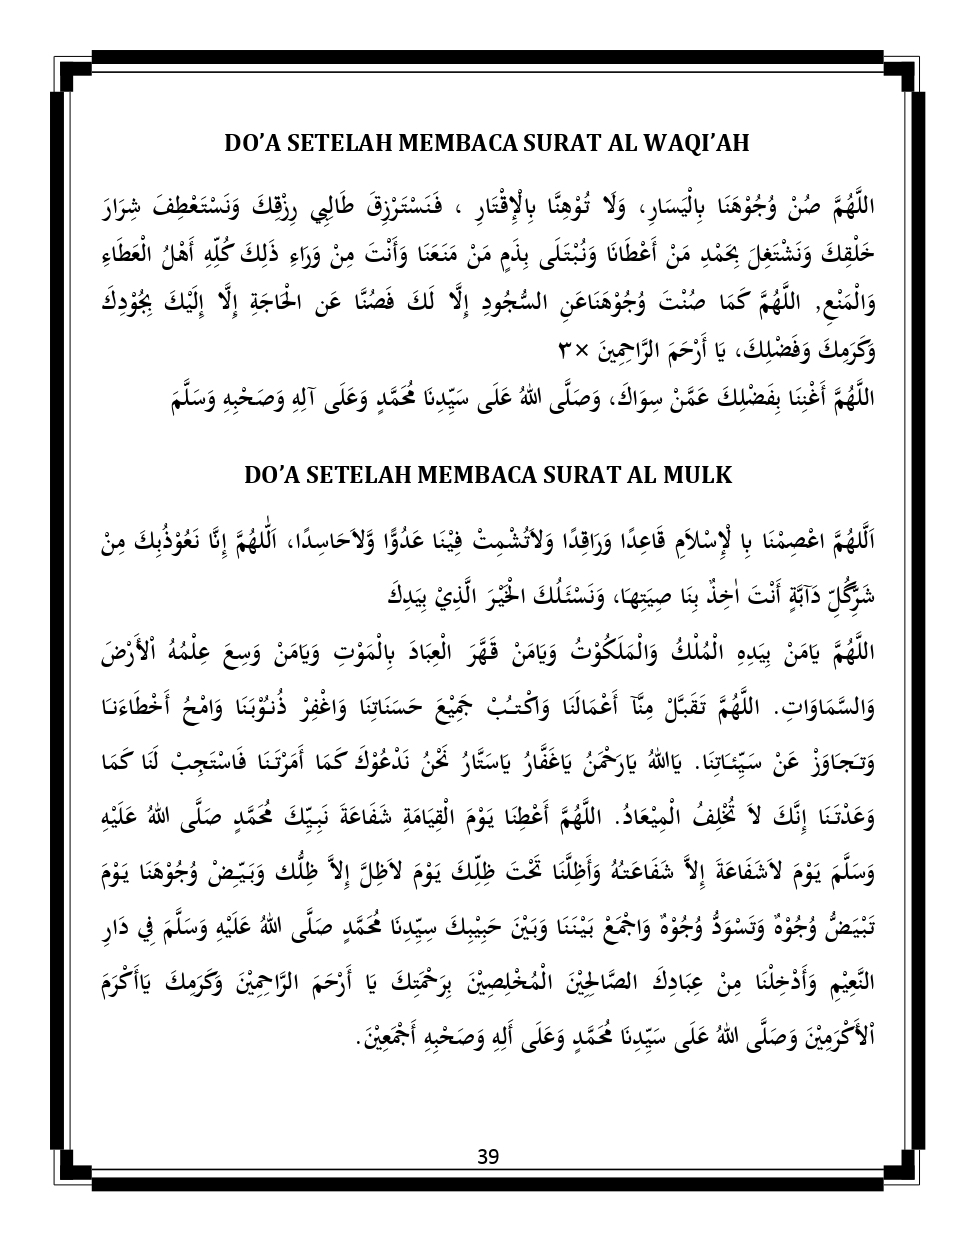 DO’A SETELAH MEMBACA SURAT AL WAQI’AH
اللَّهُمَّ صُنْ وُجُوْهَنَا بِالْيَسَارِ، وَلَا تُوْهِنَّا بِالْإِقْتَارِ ، فَنَسْتَرْزِقَ طَالِبِي رِزْقِكَ وَنَسْتَعْطِفَ شِرَارَ
خَلْقِكَ وَنَشْتَغِلَ بِحَمْدِ مَنْ أَعْطَانَا وَنُبْتَلَى بِذَمِ مَنْ مَنَعَنَا وَأَنْتَ مِنْ وَرَاءِ ذَلِكَ كُلِّهِ أَهْلُ الْعَطَاءِ
وَالْمَنْعِ, اللَّهُمَّ كَمَا صُنْتَ وُجُوْهَنَاعَنِ السُّجُودِ إِلَّا لَكَ فَصُنَّا عَنِ الْحَاجَةِ إِلَّا إِلَيْكَ بِجُوْدِكَ
وَكَرَمِكَ وَفَضْلِكَ، يَا أَرْحَمَ الرَّاحِمِينَ ×٣
اللَّهُمَّ أَغْنِنَا بِفَضْلِكَ عَمَّنْ سِوَاكَ، وَصَلَّى اللهُ عَلَى سَيِّدِنَا مُحَمَّدٍ وَعَلَى آلِهِ وَصَحْبِهِ وَسَلَّمَ
DO’A SETELAH MEMBACA SURAT AL MULK
اَللَّهُمَّ اعْصِمْنَا بِا لْإِسْلاَمِ قَاعِدًا وَرَاقِدًا وَلاَتُشْمِتْ فِيْنَا عَدُوًّا وَّلاَحَاسِدًا، اَللّٰهُمَّ إِنَّا نَعُوْذُبِكَ مِنْ
شَرِّكُلِّ دَآبَّةٍ أَنْتَ اٰخِذٌ بِنَا صِيَتِهَا، وَنَسْئَلُكَ الْخَيْرَ الَّذِيْ بِيَدِكَ
اللَّهُمَّ يَامَنْ بِيَدِهِ الْمُلْكُ وَالْمَلَكُوْتُ وَيَامَنْ قَهَّرَ الْعِبَادَ بِالْمَوْتِ وَيَامَنْ وَسِعَ عِلْمُهُ اْلأَرْضَ
وَالسَّمَاوَاتِ. اللَّهُمَّ تَقَبَّلْ مِنَّآ أَعْمَالَنَا وَاكْتُبْ جَمِيْعَ حَسَنَاتِنَا وَاغْفِرْ ذُنُوْبَنَا وَامْحُ أَخْطَاءَنَا
وَتَجَاوَزْ عَنْ سَيِّئَاتِنَا. يَااللهُ يَارَحْمَنُ يَاغَفَّارُ يَاسَتَّارُ نَحْنُ نَدْعُوْكَ كَمَا أَمَرْتَنَا فَاسْتَجِبْ لَنَا كَمَا
وَعَدْتَنَا إِنَّكَ لاَ تُخْلِفُ الْمِيْعَادُ. اللَّهُمَّ أَعْطِنَا يَوْمَ الْقِيَامَةِ شَفَاعَةَ نَبِيِّكَ مُحَمَّدٍ صَلَّى اللهُ عَلَيْهِ
وَسَلَّمَ يَوْمَ لاَشَفَاعَةَ إِلاَّ شَفَاعَتُهُ وَأَظِلَّنَا تَحْتَ ظِلِّكَ يَوْمَ لاَظِلَّ إِلاَّ ظِلُّك وَبَيِّضْ وُجُوْهَنَا يَوْمَ
تَبْيَضُّ وُجُوْهٌ وَتَسْوَدُّ وُجُوْهٌ وَاجْمَعْ بَيْنَنَا وَبَيْنَ حَبِيْبِكَ سيِّدِنَا مُحَمَّدٍ صَلَّى اللهُ عَلَيْهِ وَسَلَّمَ فِي دَارِ
النَّعِيْمِ وَأَدْخِلْنَا مِنْ عِبَادِكَ الصَّالِحِيْنَ الْمُخْلِصِيْنَ بِرَحْمَتِكَ يَا أَرْحَمَ الرَّاحِمِيْنَ وَكَرَمِكَ يَاأَكْرَمَ
اْلأَكْرَمِيْنَ وَصَلَّى اللهُ عَلَى سَيِّدِنَا مُحَمَّدٍ وَعَلَى أَلِهِ وَصَحْبِهِ أَجْمَعِيْنَ.
39